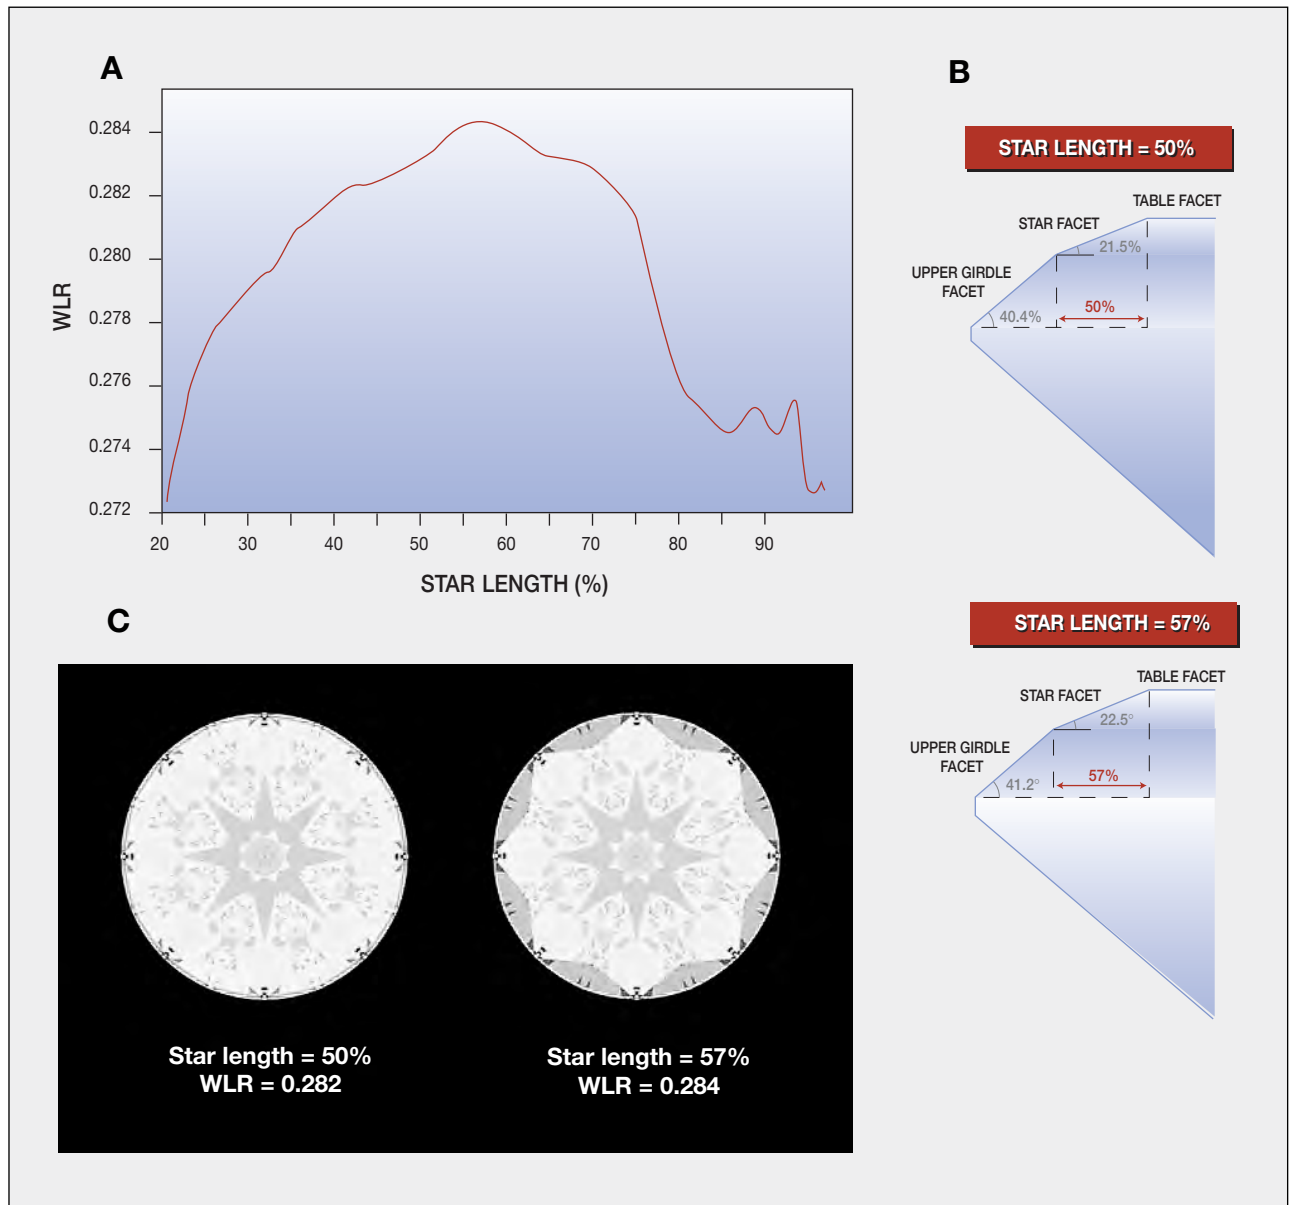 A
0.284
0.282
0.280
0.278
0.276
0.274
0.272
WLR
20 30 40 50 60 70 80 90
STAR LENGTH (%)
B
STAR LENGTH = 50%
TABLE FACET
STAR FACET
21.5%
UPPER GIRDLE
FACET
50%
40.4%
STAR LENGTH = 57%
TABLE FACET
STAR FACET
22.5°
UPPER GIRDLE
FACET
57%
41.2°
C
Star length = 50%
WLR = 0.282
Star length = 57%
WLR = 0.284